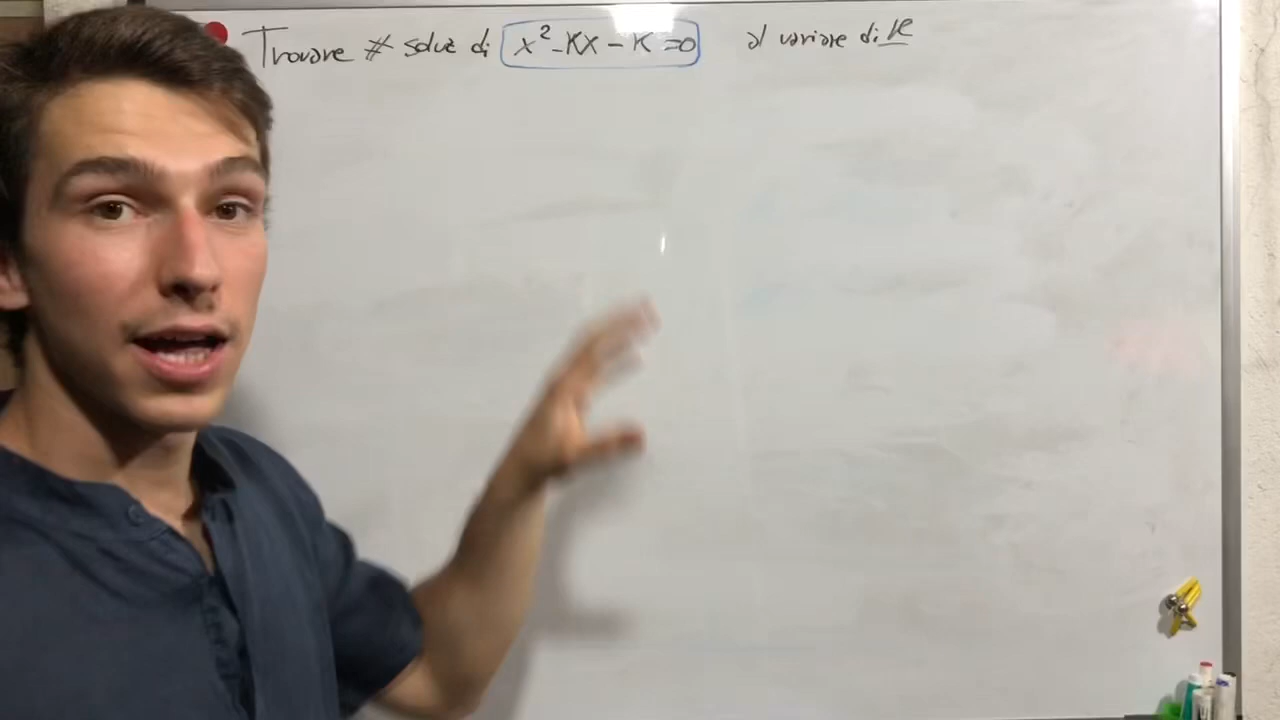 Trovare # soluz di x²-Kx-K=0 al variare di K